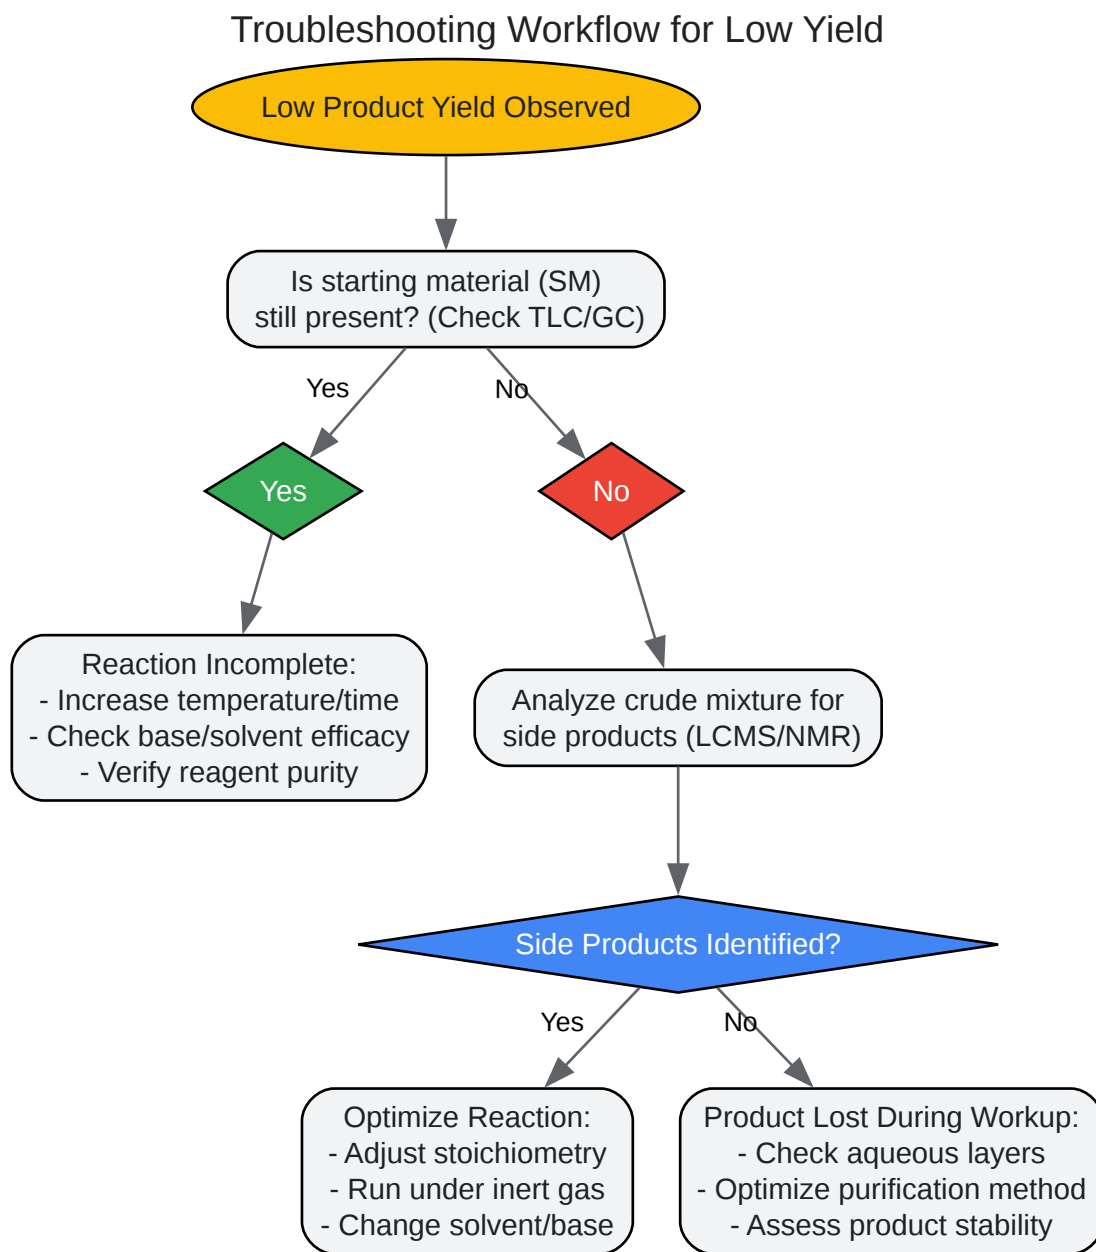 Troubleshooting Workflow for Low Yield
Low Product Yield Observed
Is starting material (SM)
still present? (Check TLC/GC)
Yes
No
Yes
No
Reaction Incomplete:
- Increase temperature/time
- Check base/solvent efficacy
- Verify reagent purity
Analyze crude mixture for
side products (LCMS/NMR)
Side Products Identified?
Yes
No
Optimize Reaction:
- Adjust stoichiometry
- Run under inert gas
- Change solvent/base
Product Lost During Workup:
- Check aqueous layers
- Optimize purification method
- Assess product stability